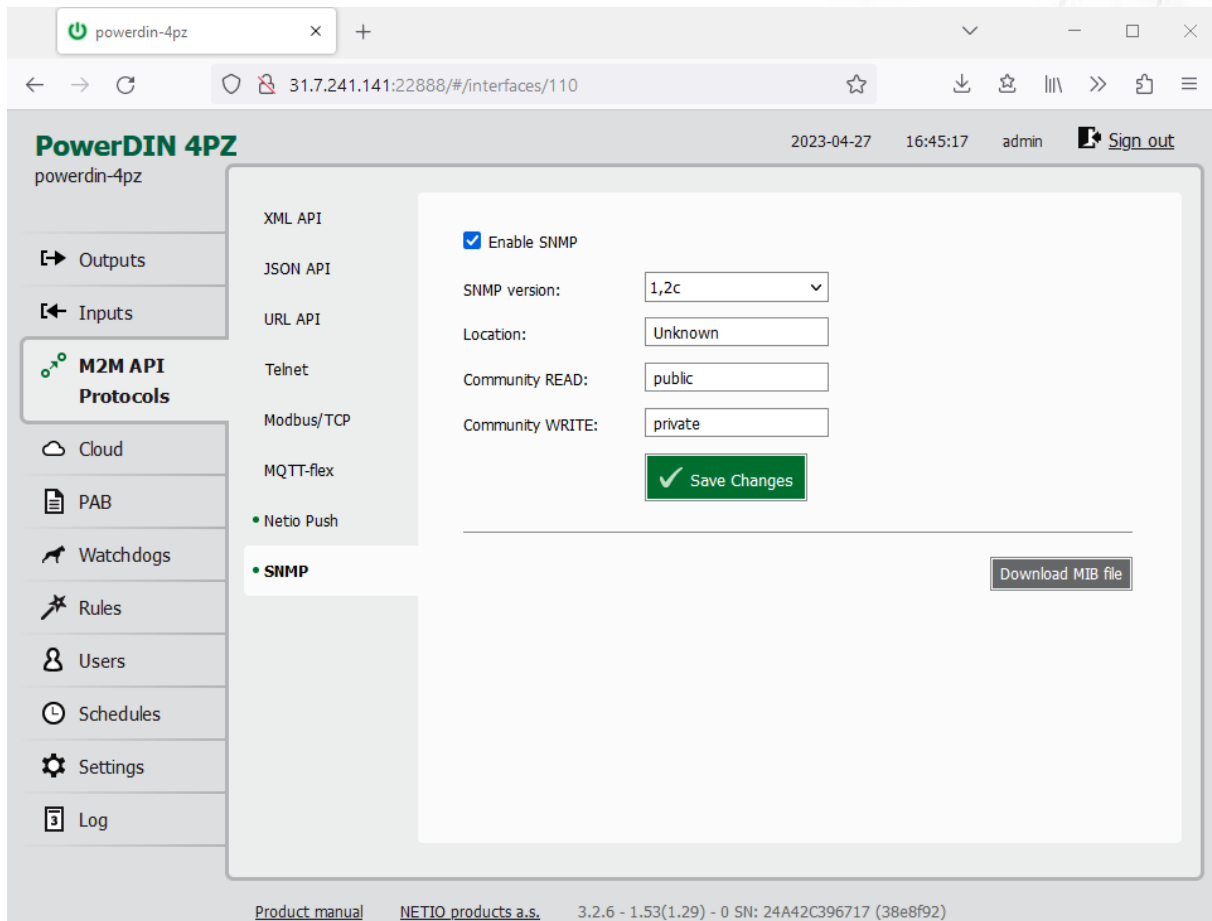 powerdin-4pz
31.7.241.141:22888/#/interfaces/110
PowerDIN 4PZ
powerdin-4pz
2023-04-27 16:45:17 admin Sign out
Outputs
Inputs
M2M API
Protocols
Cloud
PAB
Watchdogs
Rules
Users
Schedules
Settings
3
Log
XML API
JSON API
URL API
Telnet
Modbus/TCP
MQTT-flex
Netio Push
SNMP
Enable SNMP
SNMP version: 1,2c
Location: Unknown
Community READ: public
Community WRITE: private
Save Changes
Download MIB file
Product manual NETIO products a.s. 3.2.6 - 1.53(1.29) - 0 SN: 24A42C396717 (38e8f92)